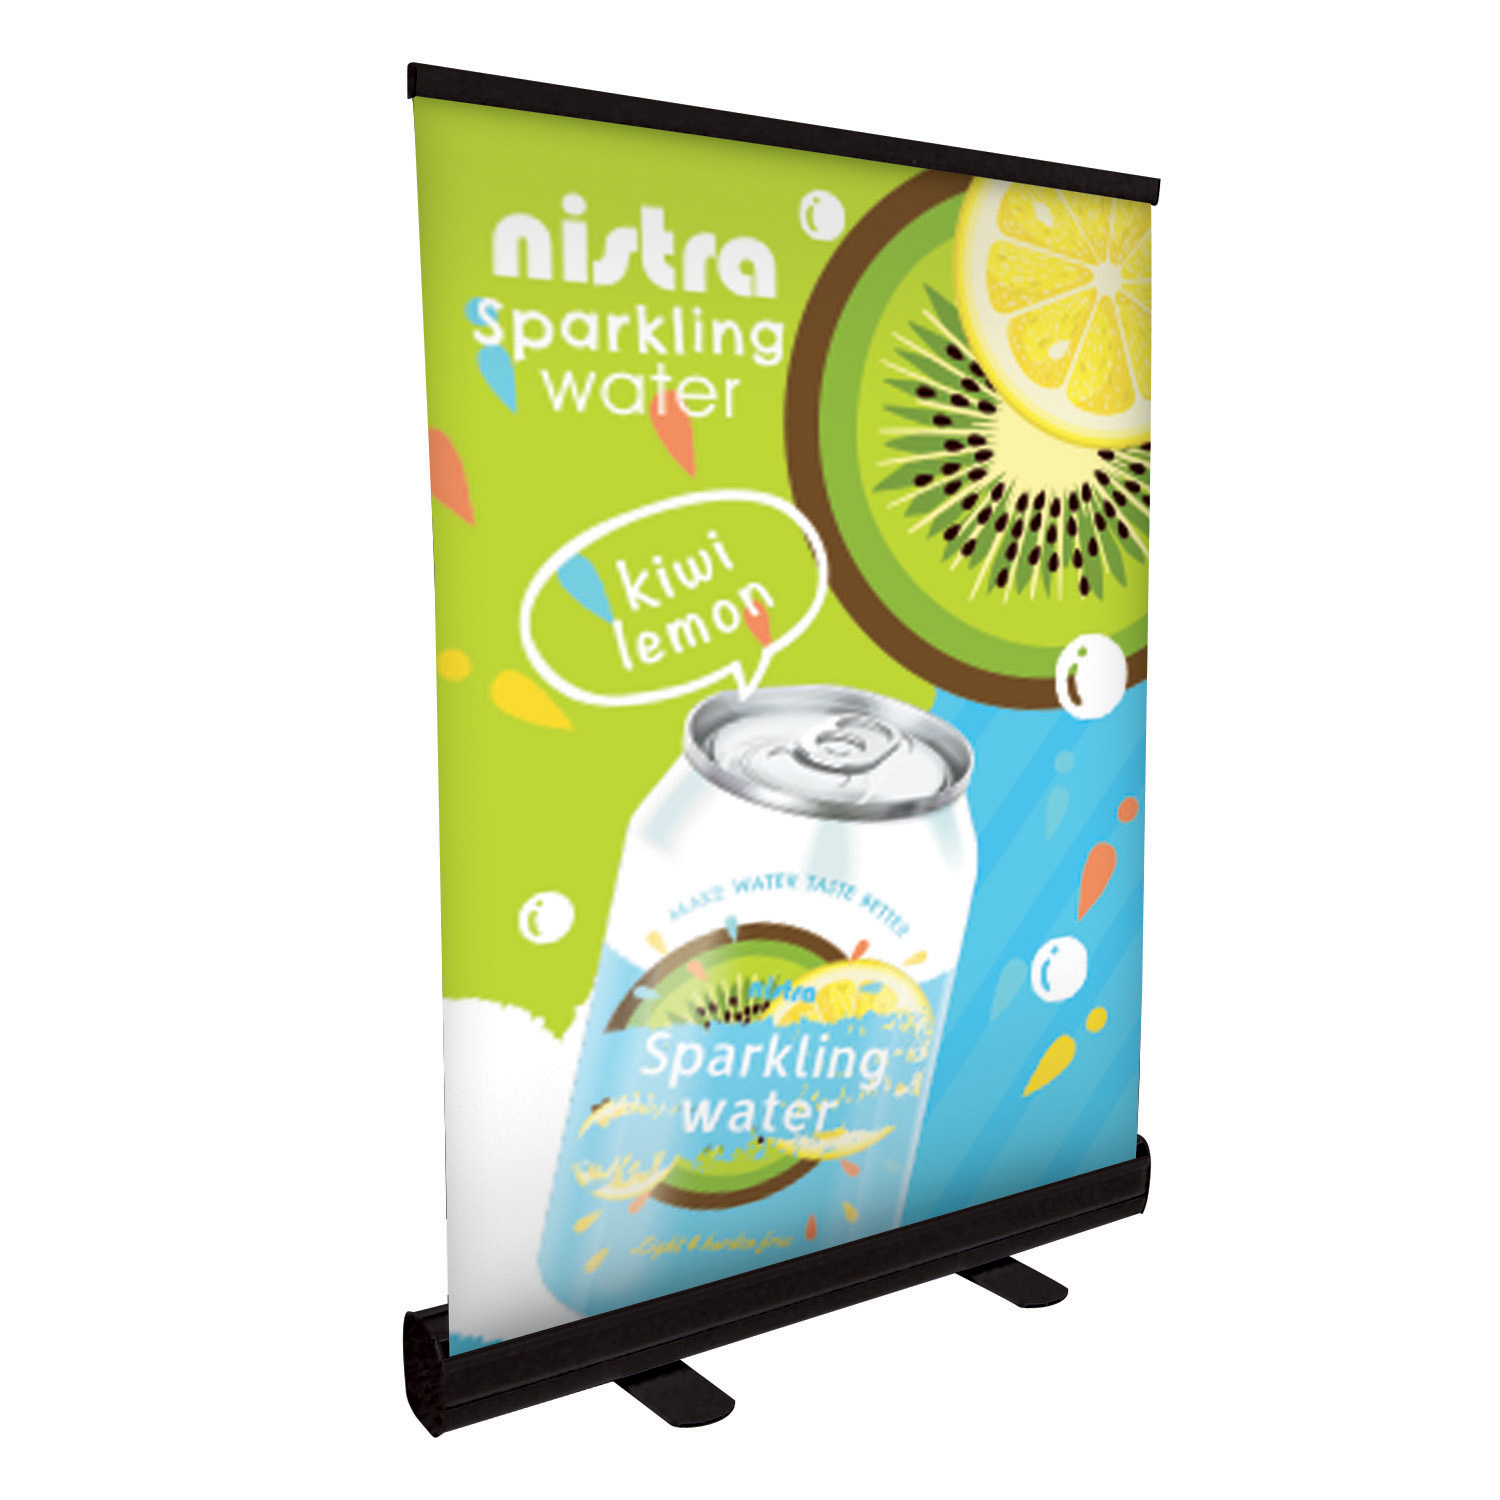 nistra
Sparkling
water
kiwi
lemon
MAKE WATER TASTE BETTER
nistra
Sparkling
water